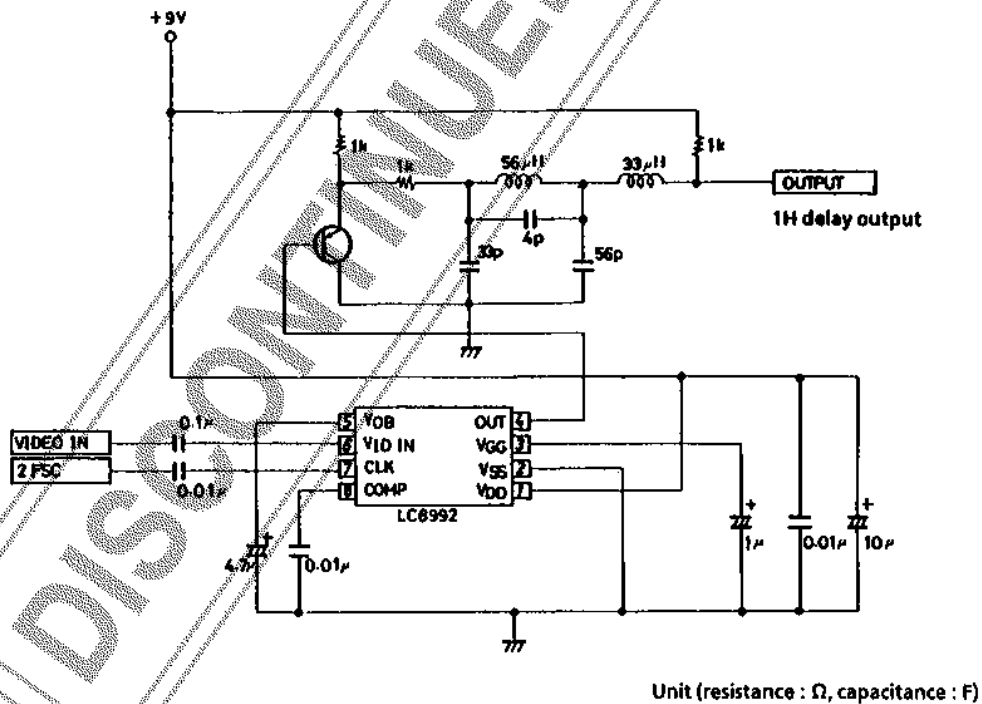 +9V
1k
1k
1k
56μH
33μH
OUTPUT
1H delay output
4p
33p
56p
VIDEO IN
2 FSC
0.1μ
0.01μ
5 VOB
6 VID IN
7 CLK
8 COMP
OUT 4
VGG 3
VSS 2
VDD 1
LC8992
4.7μ
+
0.01μ
+
1μ
0.01μ
+
10μ
Unit (resistance : Ω, capacitance : F)
DISCONTINUED